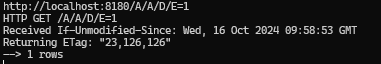 http://localhost:8180/A/A/D/E=1
HTTP GET /A/A/D/E=1
Received If-Unmodified-Since: Wed, 16 Oct 2024 09:58:53 GMT
Returning ETag: "23,126,126"
--> 1 rows